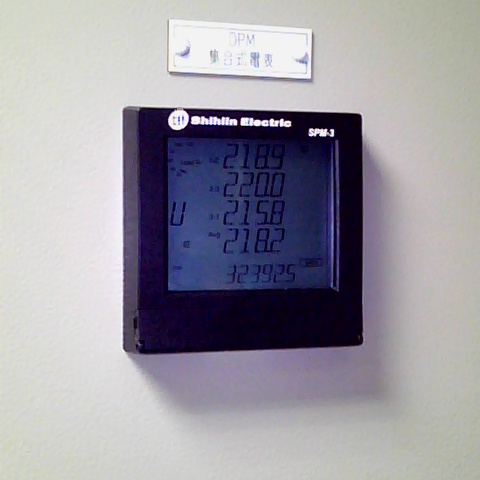 DPM
集合式電表
Shihlin Electric
SPM-3
218.9
220.0
U 215.8
avg 218.2
323925